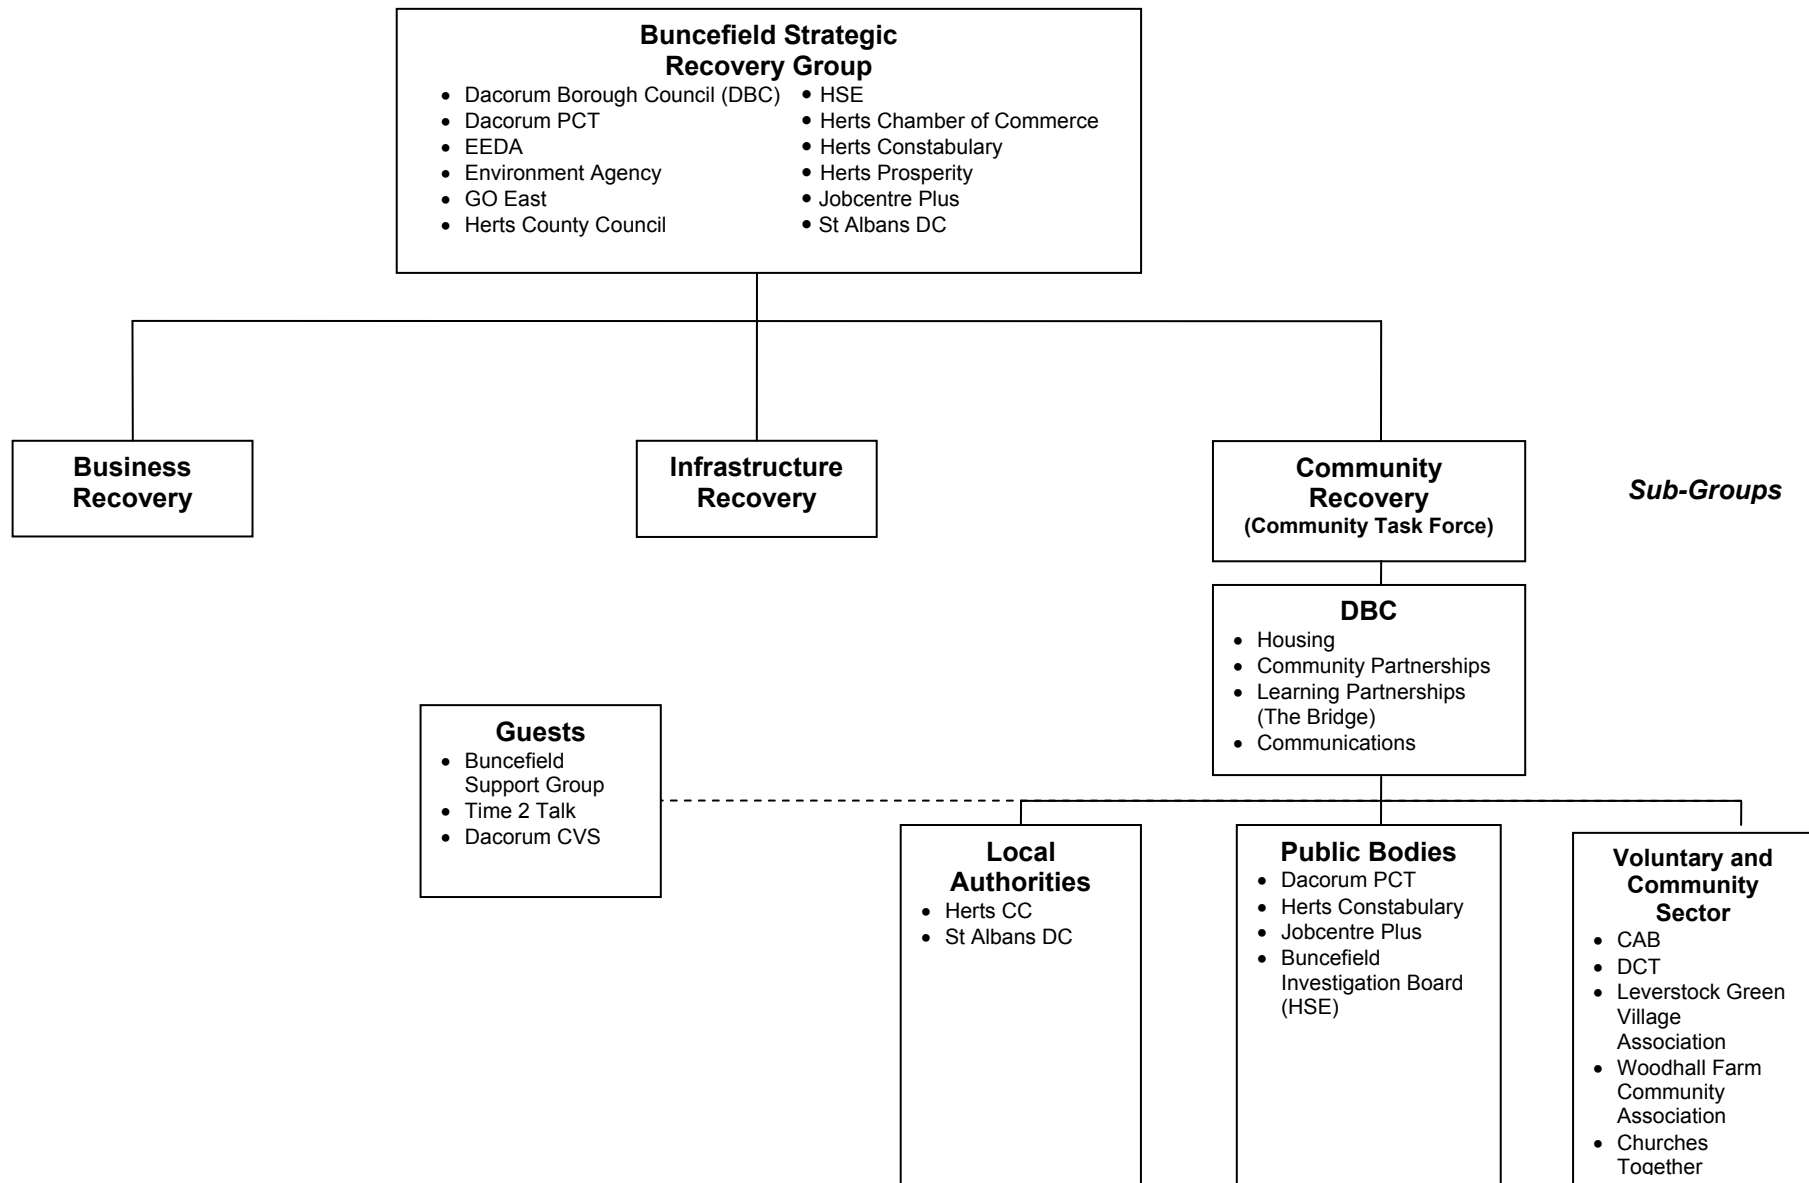 Buncefield Strategic
Recovery Group
• Dacorum Borough Council (DBC)
• Dacorum PCT
• EEDA
• Environment Agency
• GO East
• Herts County Council
• HSE
• Herts Chamber of Commerce
• Herts Constabulary
• Herts Prosperity
• Jobcentre Plus
• St Albans DC
Business
Recovery
Infrastructure
Recovery
Community
Recovery
(Community Task Force)
Sub-Groups
DBC
• Housing
• Community Partnerships
• Learning Partnerships
(The Bridge)
• Communications
Guests
• Buncefield
Support Group
• Time 2 Talk
• Dacorum CVS
Local
Authorities
• Herts CC
• St Albans DC
Public Bodies
• Dacorum PCT
• Herts Constabulary
• Jobcentre Plus
• Buncefield
Investigation Board
(HSE)
Voluntary and
Community
Sector
• CAB
• DCT
• Leverstock Green
Village
Association
• Woodhall Farm
Community
Association
• Churches
Together